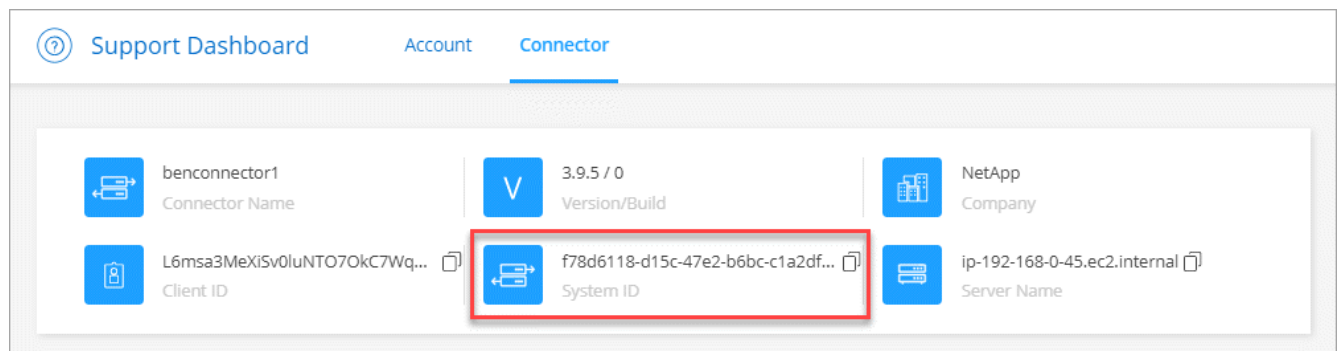 Support Dashboard Account Connector
benconnector1
Connector Name
V
3.9.5 / 0
Version/Build
NetApp
Company
L6msa3MeXiSv0luNTO7OkC7Wq...
Client ID
f78d6118-d15c-47e2-b6bc-c1a2df...
System ID
ip-192-168-0-45.ec2.internal
Server Name